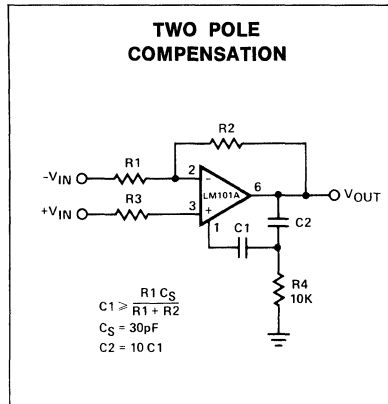 TWO POLE
COMPENSATION
R2
R1
-VIN
2
-
LM101A
6
VOUT
+VIN
R3
3
+
1
C1
C2
R4
10K
C1 ⩾ R1 CS
R1 + R2
CS = 30pF
C2 = 10 C1